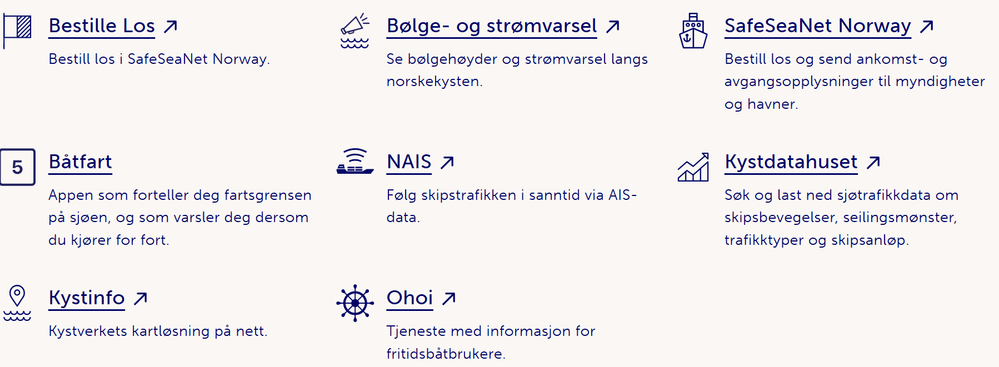 Bestille Los
Bestill los i SafeSeaNet Norway.
Bølge- og strømvarsel
Se bølgehøyder og strømvarsel langs
norskekysten.
SafeSeaNet Norway
Bestill los og send ankomst- og
avgangsopplysninger til myndigheter
og havner.
5
Båtfart
Appen som forteller deg fartsgrensen
på sjøen, og som varsler deg dersom
du kjører for fort.
NAIS
Følg skipstrafikken i sanntid via AIS-
data.
Kystdatahuset
Søk og last ned sjøtrafikkdata om
skipsbevegelser, seilingsmønster,
trafikktyper og skipsanløp.
Kystinfo
Kystverkets kartløsning på nett.
Ohoi
Tjeneste med informasjon for
fritidsbåtbrukere.